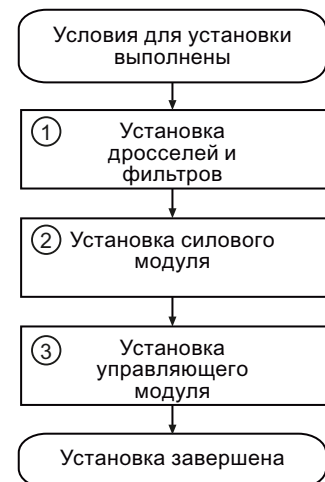 Условия для установки
выполнены
1 Установка
дросселей и
фильтров
2 Установка силового
модуля
3 Установка
управляющего
модуля
Установка завершена